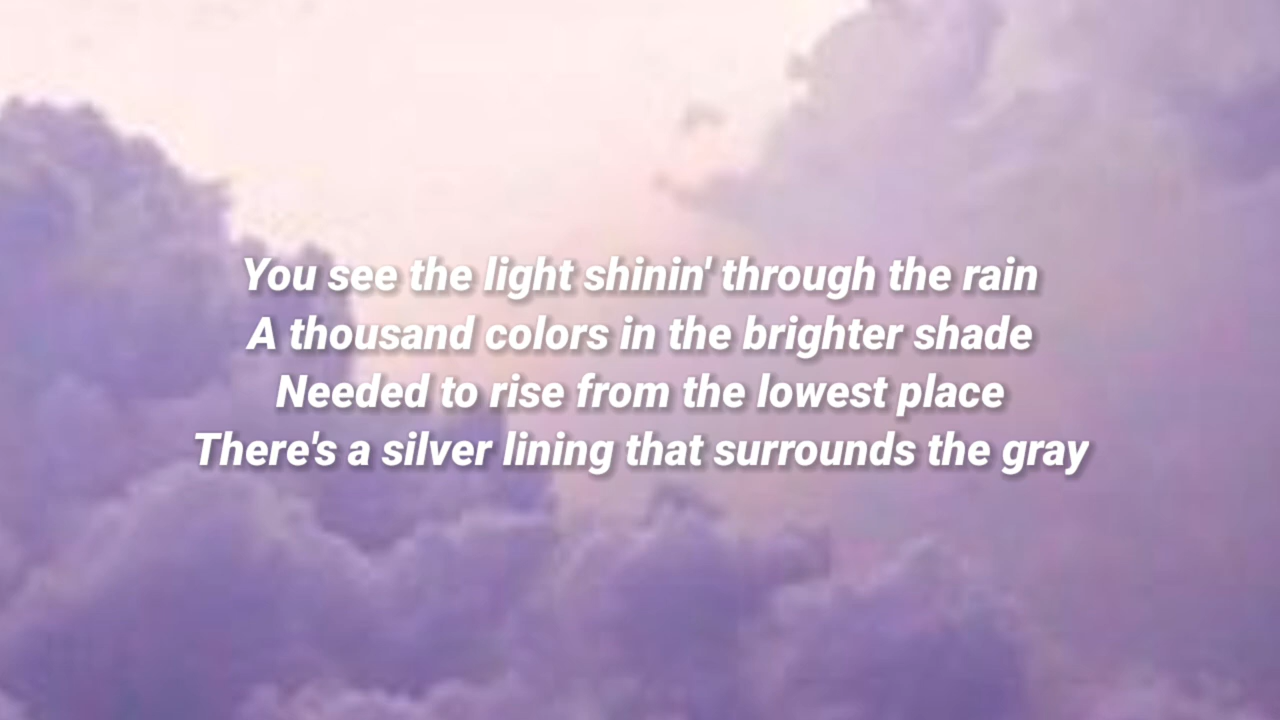 You see the light shinin' through the rain
A thousand colors in the brighter shade
Needed to rise from the lowest place
There's a silver lining that surrounds the gray